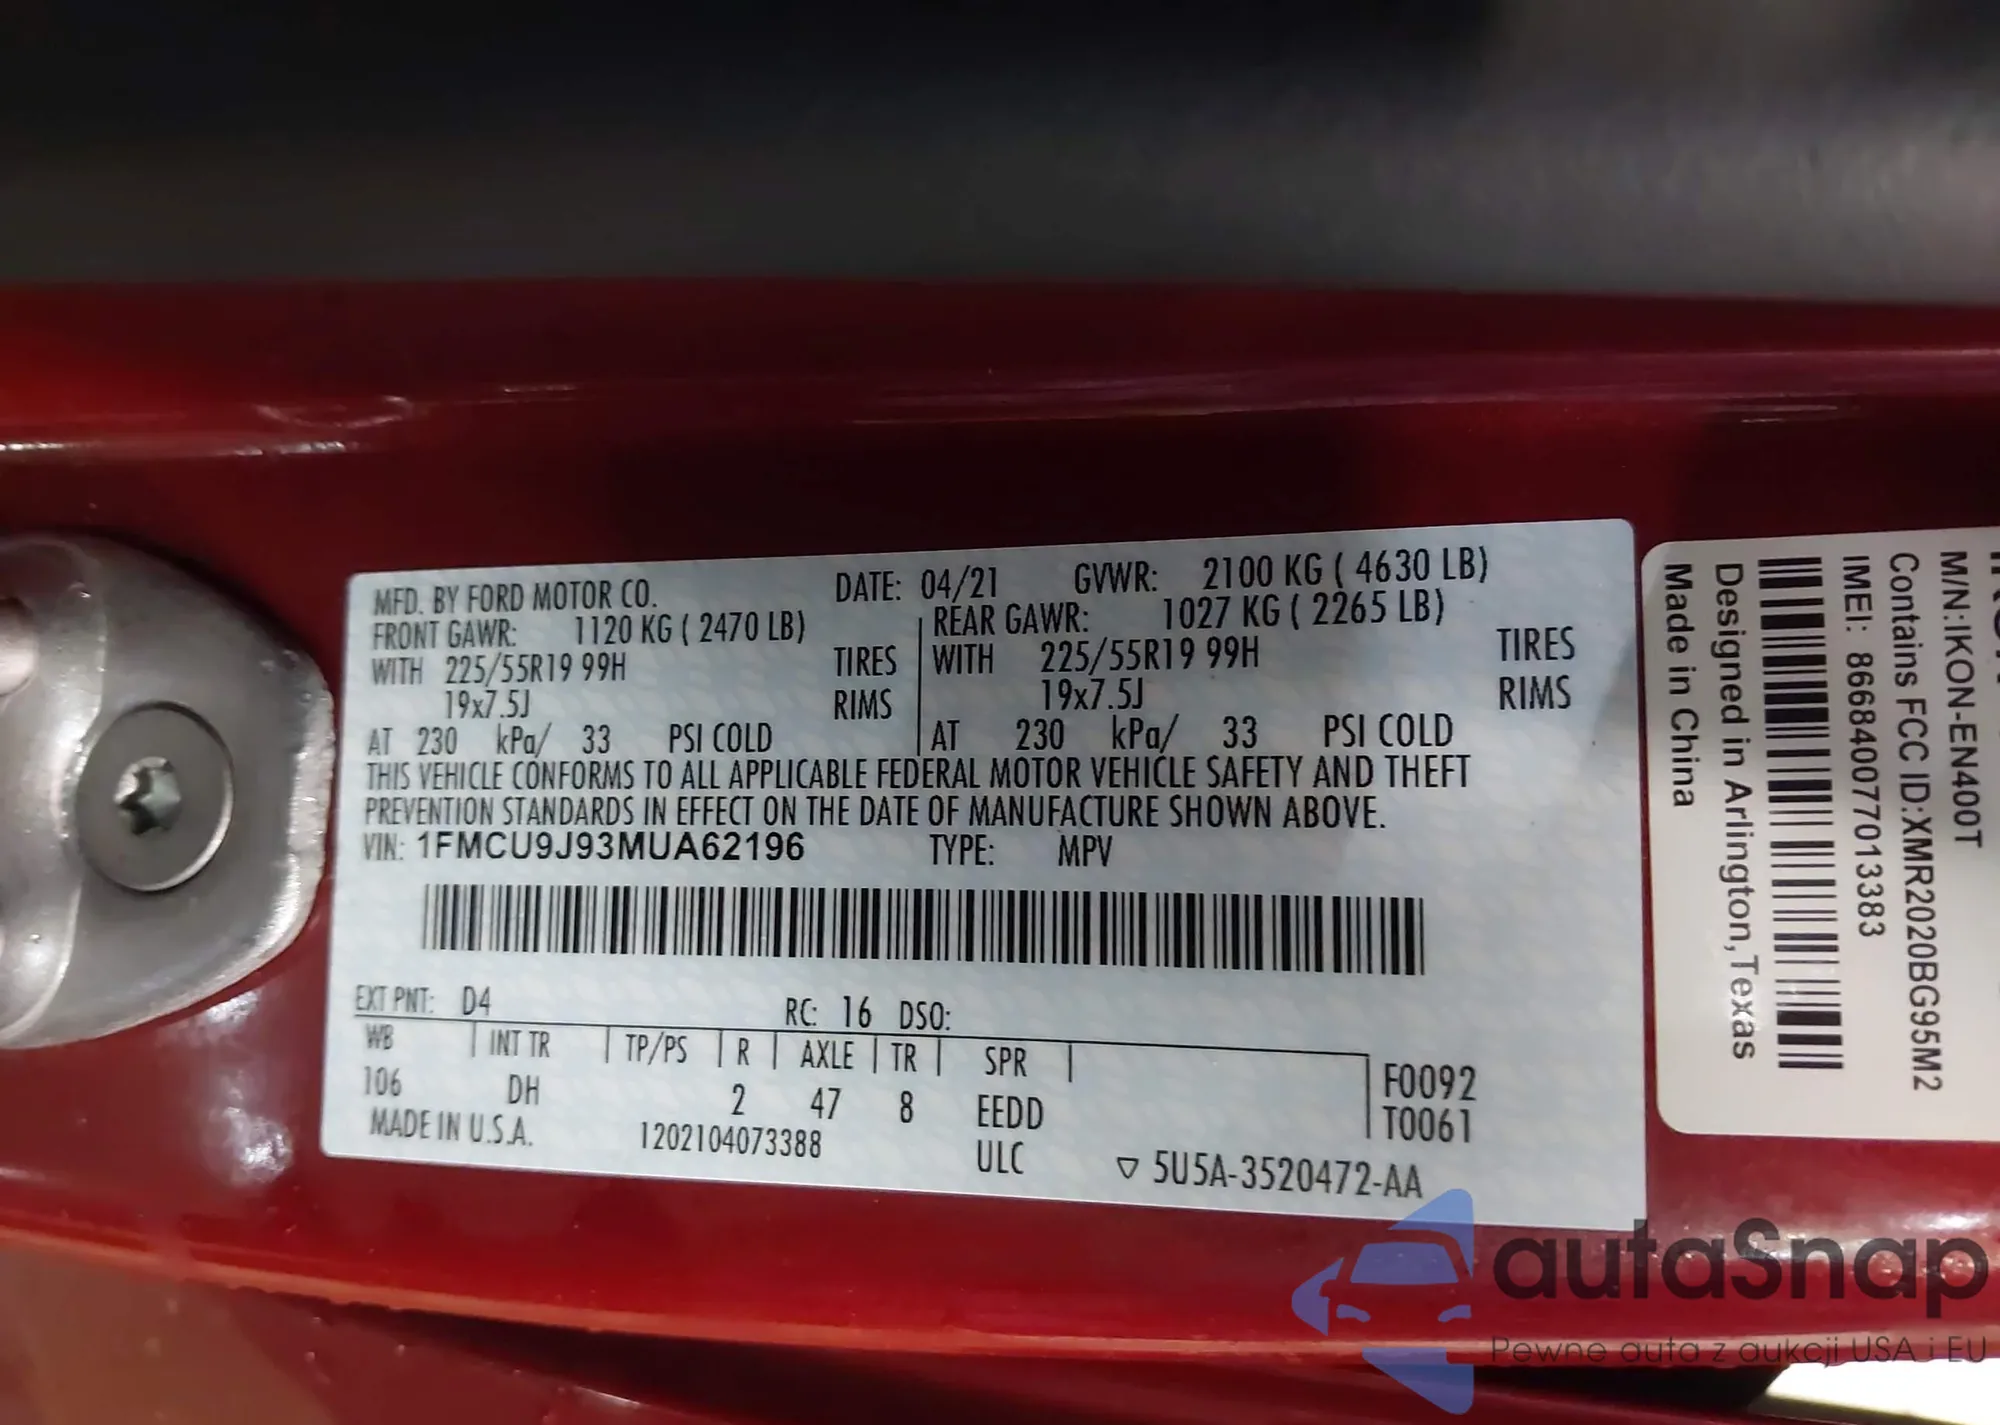 MFD. BY FORD MOTOR CO. DATE: 04/21 GVWR: 2100 KG ( 4630 LB)
FRONT GAWR: 1120 KG ( 2470 LB) REAR GAWR: 1027 KG ( 2265 LB)
WITH 225/55R19 99H TIRES WITH 225/55R19 99H TIRES
19x7.5J RIMS 19x7.5J RIMS
AT 230 kPa/ 33 PSI COLD AT 230 kPa/ 33 PSI COLD
THIS VEHICLE CONFORMS TO ALL APPLICABLE FEDERAL MOTOR VEHICLE SAFETY AND THEFT
PREVENTION STANDARDS IN EFFECT ON THE DATE OF MANUFACTURE SHOWN ABOVE.
VIN: 1FMCU9J93MUA62196 TYPE: MPV
EXT PNT: D4 RC: 16 DSO:
WB INT TR TP/PS R AXLE TR SPR
106 DH 2 47 8 EEDD F0092
T0061
MADE IN U.S.A. 1202104073388 ULC ▽ 5U5A-3520472-AA
M/N:IKON-EN400T
Contains FCC ID:XMR2020BG95M2
IMEI: 866840077013383
Designed in Arlington,Texas
Made in China
autaSnap
Pewne auta z aukcji USA i EU